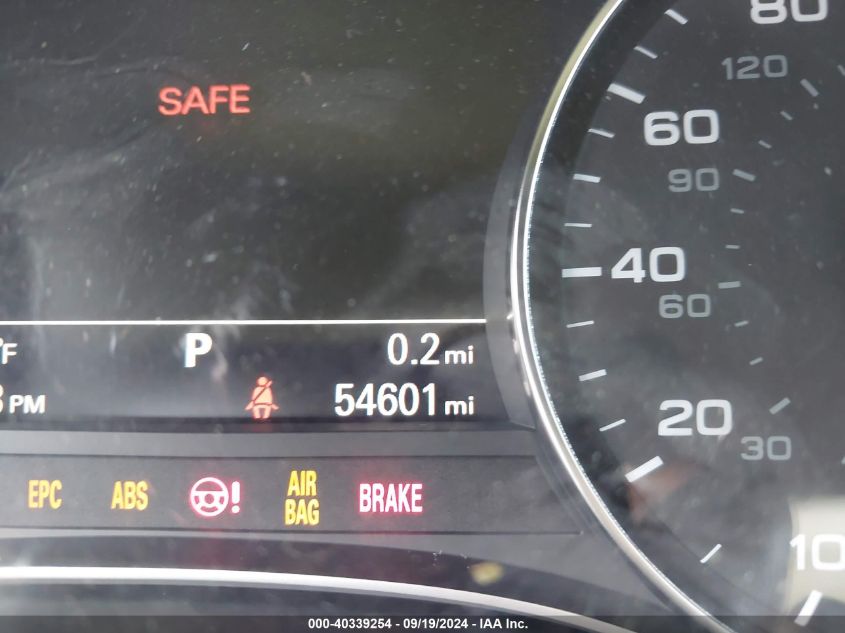 SAFE
°F
P
0.2 mi
PM
54601 mi
EPC
ABS
!
AIR BAG
BRAKE
80
120
60
90
40
60
20
30
10
000-40339254 - 09/19/2024 - IAA Inc.